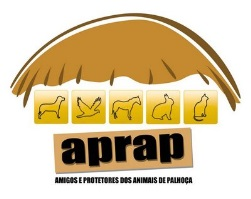 aprap
AMIGOS E PROTETORES DOS ANIMAIS DE PALHOÇA